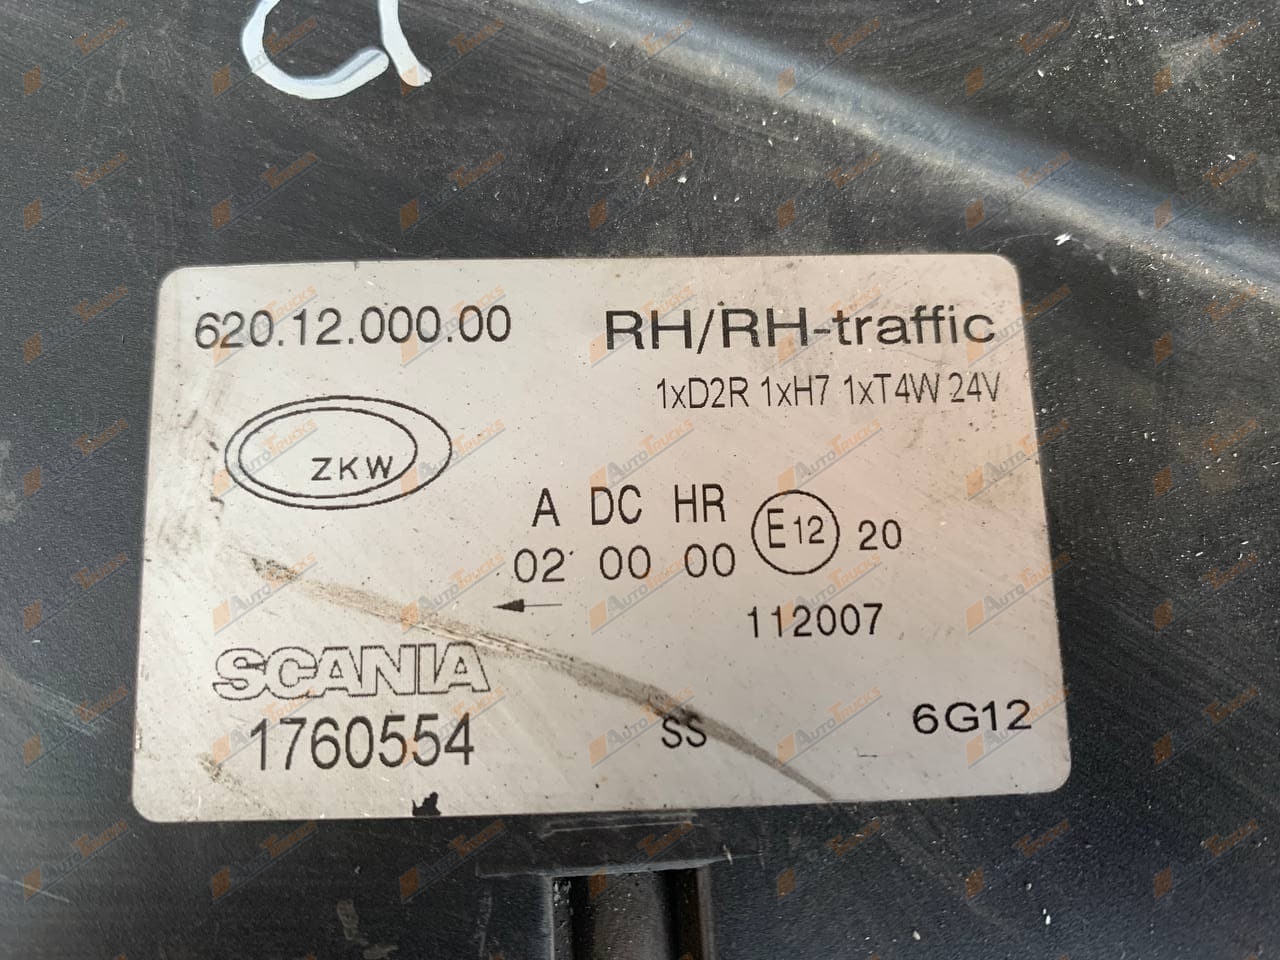 620.12.000.00 RH/RH-traffic
1xD2R 1xH7 1xT4W 24V
ZKW
A DC HR
02 00 00 E12 20
112007
SCANIA
1760554 SS 6G12
AUTOTRUCKS